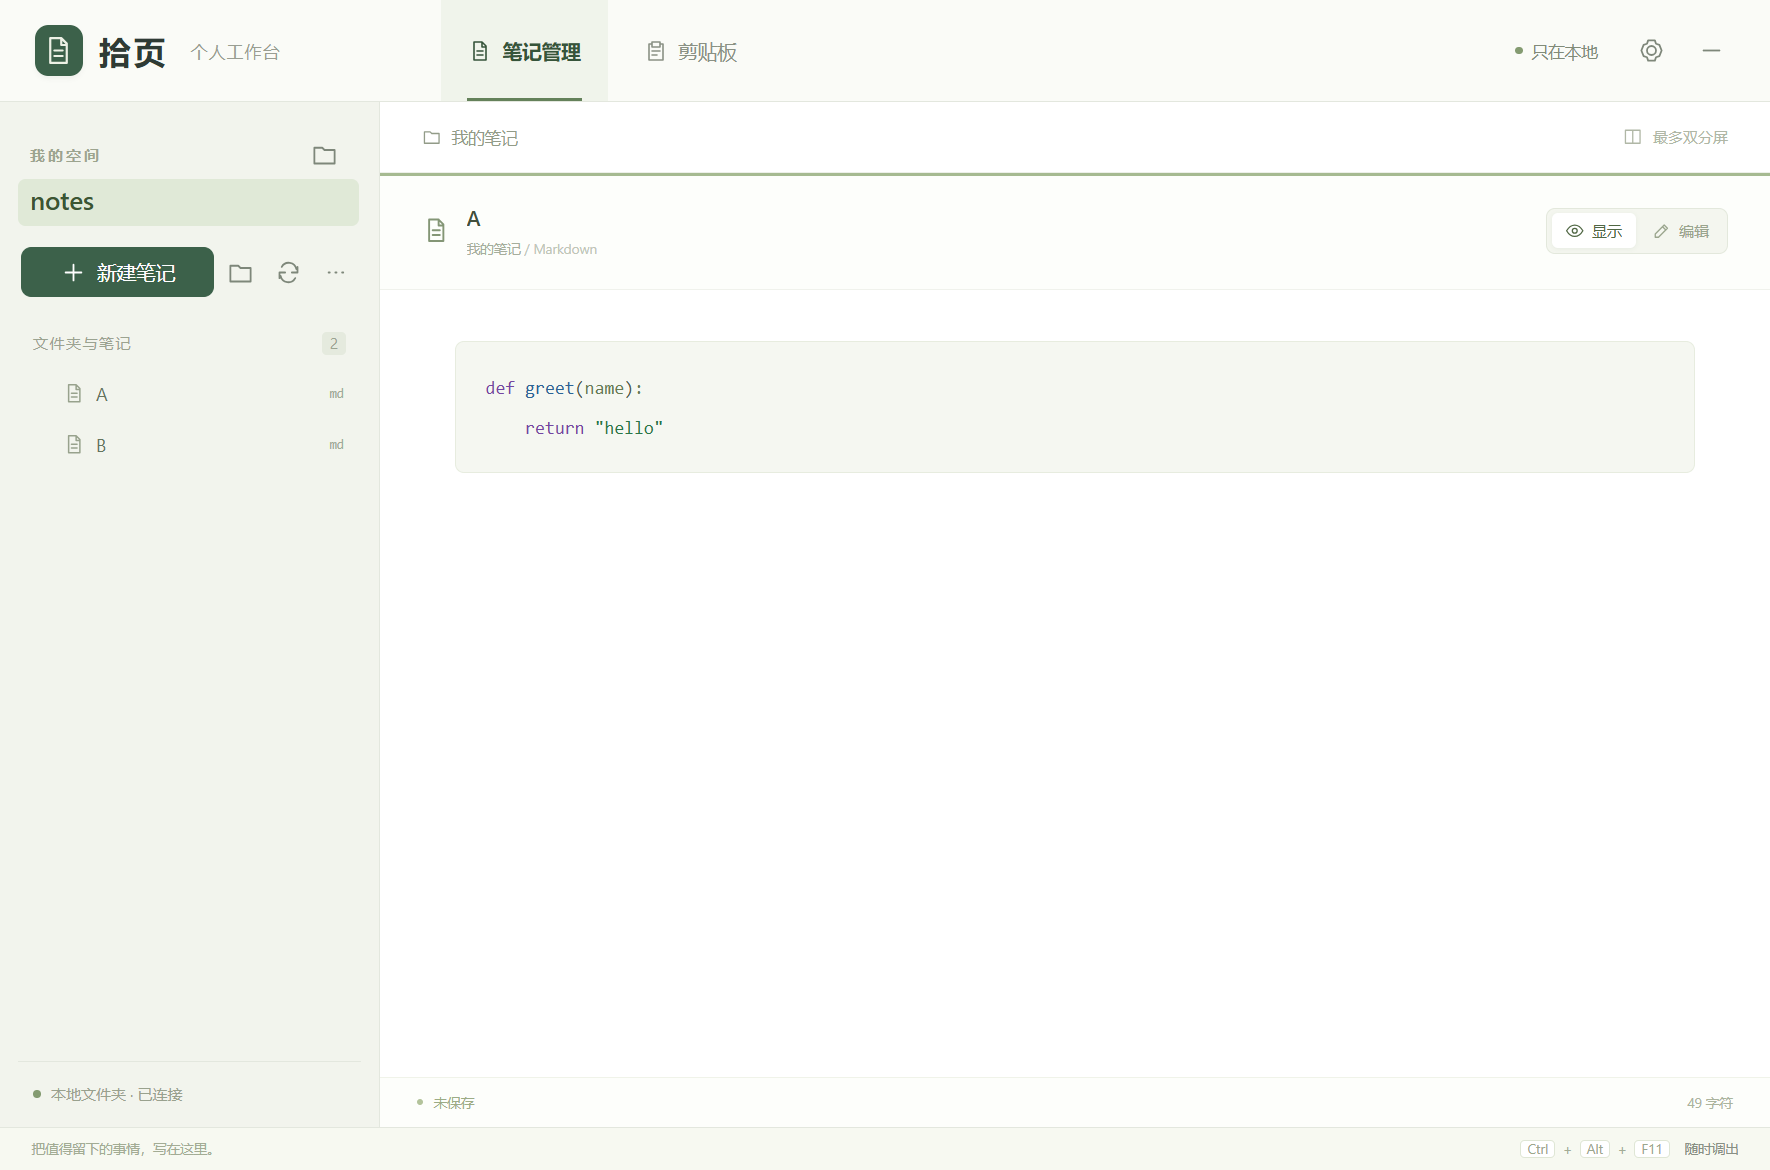 拾页 个人工作台 笔记管理 剪贴板 只在本地
我的空间
notes
新建笔记
文件夹与笔记 2
A md
B md
本地文件夹 · 已连接
我的笔记 最多双分屏
A
我的笔记 / Markdown
显示 编辑
def greet(name):
    return "hello"
未保存 49 字符
把值得留下的事情，写在这里。 Ctrl + Alt + F11 随时调出